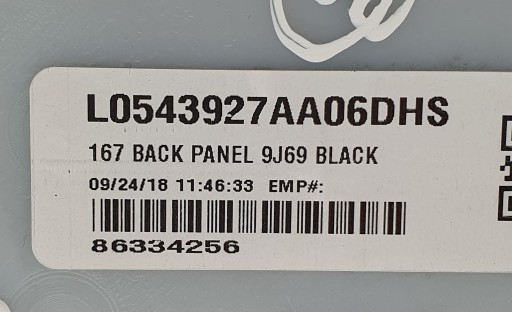 L0543927AA06DHS
167 BACK PANEL 9J69 BLACK
09/24/18 11:46:33 EMP#:
86334256